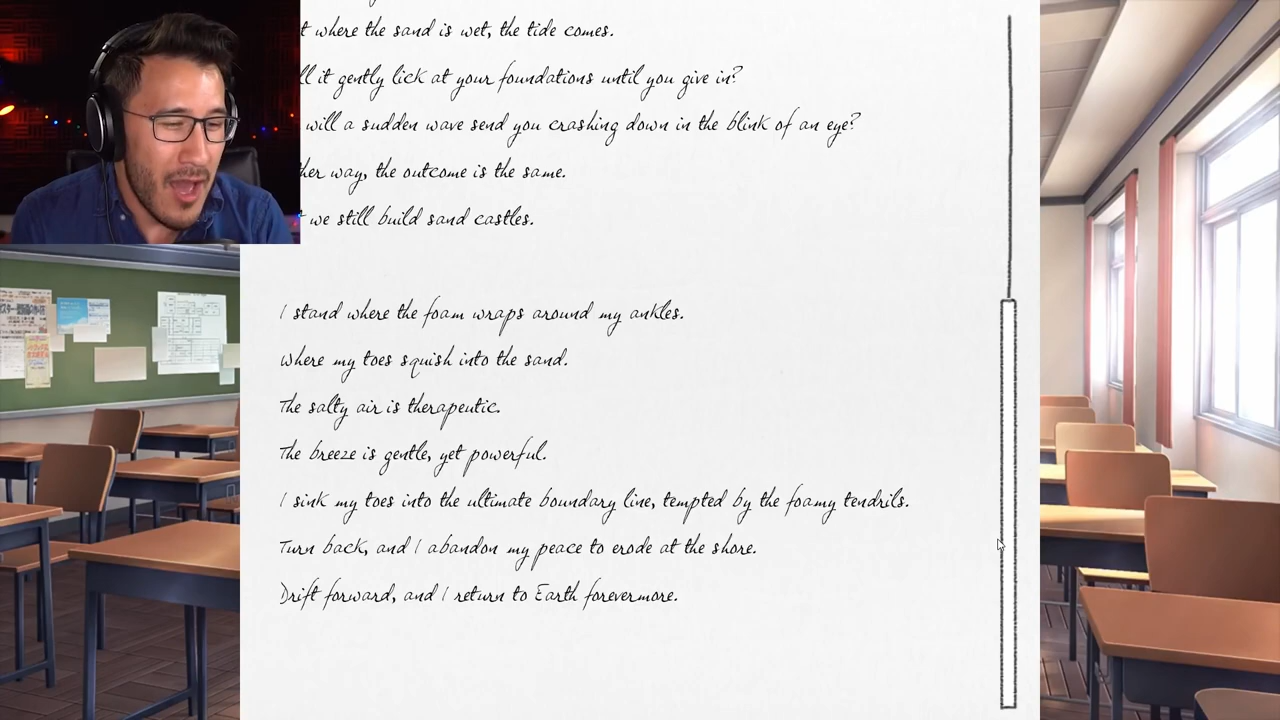 where the sand is wet, the tide comes.
it gently lick at your foundations until you give in?
will a sudden wave send you crashing down in the blink of an eye?
way, the outcome is the same.
we still build sand castles.
I stand where the foam wraps around my ankles.
Where my toes squish into the sand.
The salty air is therapeutic.
The breeze is gentle, yet powerful.
I sink my toes into the ultimate boundary line, tempted by the foamy tendrils.
Turn back, and I abandon my peace to erode at the shore.
Drift forward, and I return to Earth forevermore.